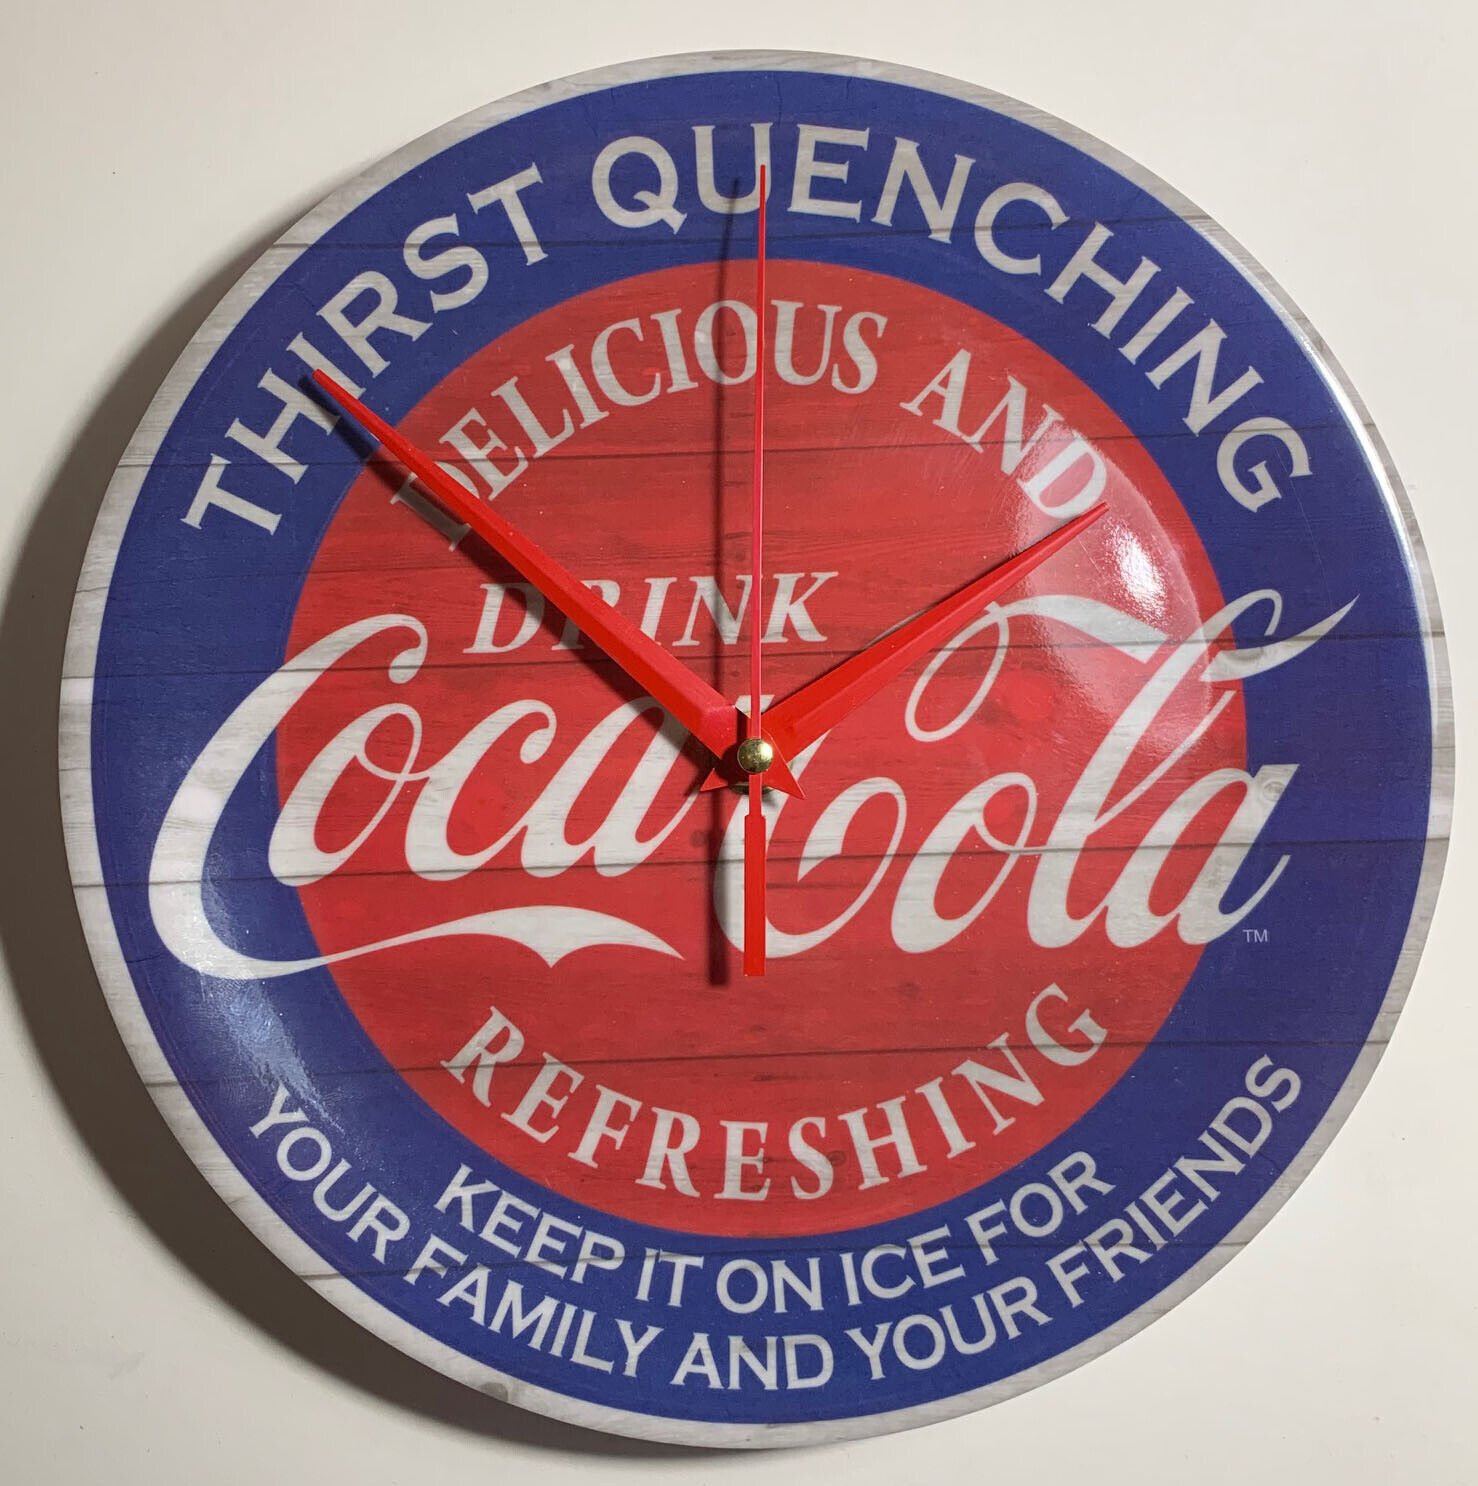 THIRST QUENCHING
DELICIOUS AND
DRINK
Coca-Cola
TM
REFRESHING
KEEP IT ON ICE FOR
YOUR FAMILY AND YOUR FRIENDS